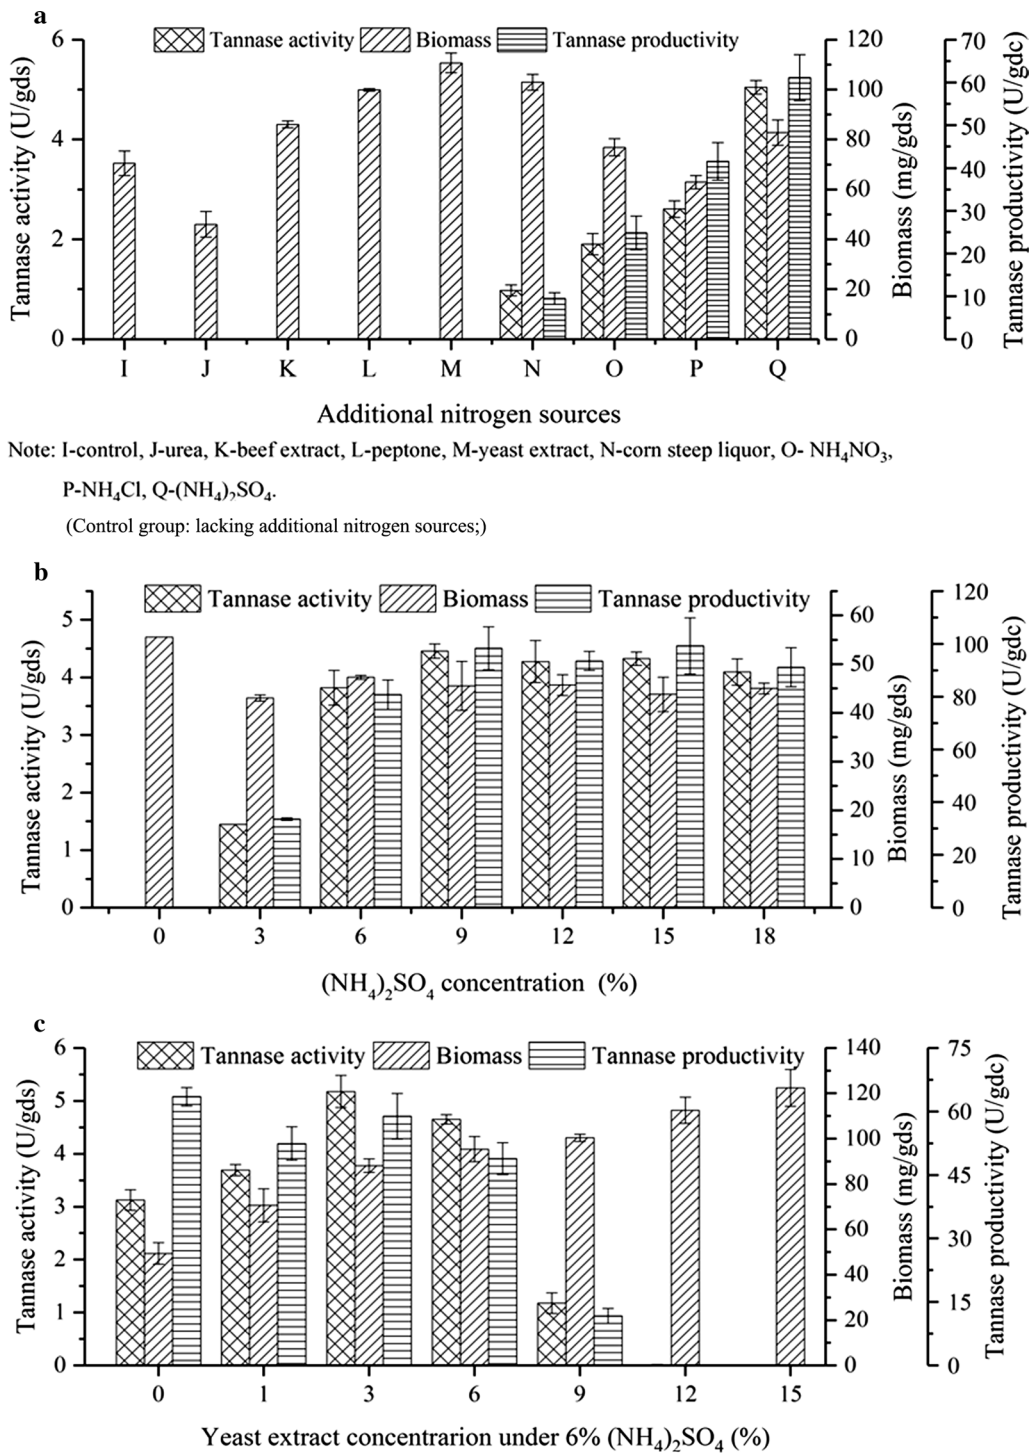 a
Tannase activity Biomass Tannase productivity
Tannase activity (U/gds)
6
4
2
0
Biomass (mg/gds)
120
100
80
60
40
20
0
Tannase productivity (U/gdc)
70
60
50
40
30
20
10
0
I J K L M N O P Q
Additional nitrogen sources
Note: I-control, J-urea, K-beef extract, L-peptone, M-yeast extract, N-corn steep liquor, O- NH₄NO₃,
P-NH₄Cl, Q-(NH₄)₂SO₄.
(Control group: lacking additional nitrogen sources;)
b
Tannase activity Biomass Tannase productivity
Tannase activity (U/gds)
5
4
3
2
1
0
Biomass (mg/gds)
60
50
40
30
20
10
0
Tannase productivity (U/gdc)
120
100
80
60
40
20
0
0 3 6 9 12 15 18
(NH₄)₂SO₄ concentration (%)
c
Tannase activity Biomass Tannase productivity
Tannase activity (U/gds)
6
5
4
3
2
1
0
Biomass (mg/gds)
140
120
100
80
60
40
20
0
Tannase productivity (U/gdc)
75
60
45
30
15
0
0 1 3 6 9 12 15
Yeast extract concentrarion under 6% (NH₄)₂SO₄ (%)